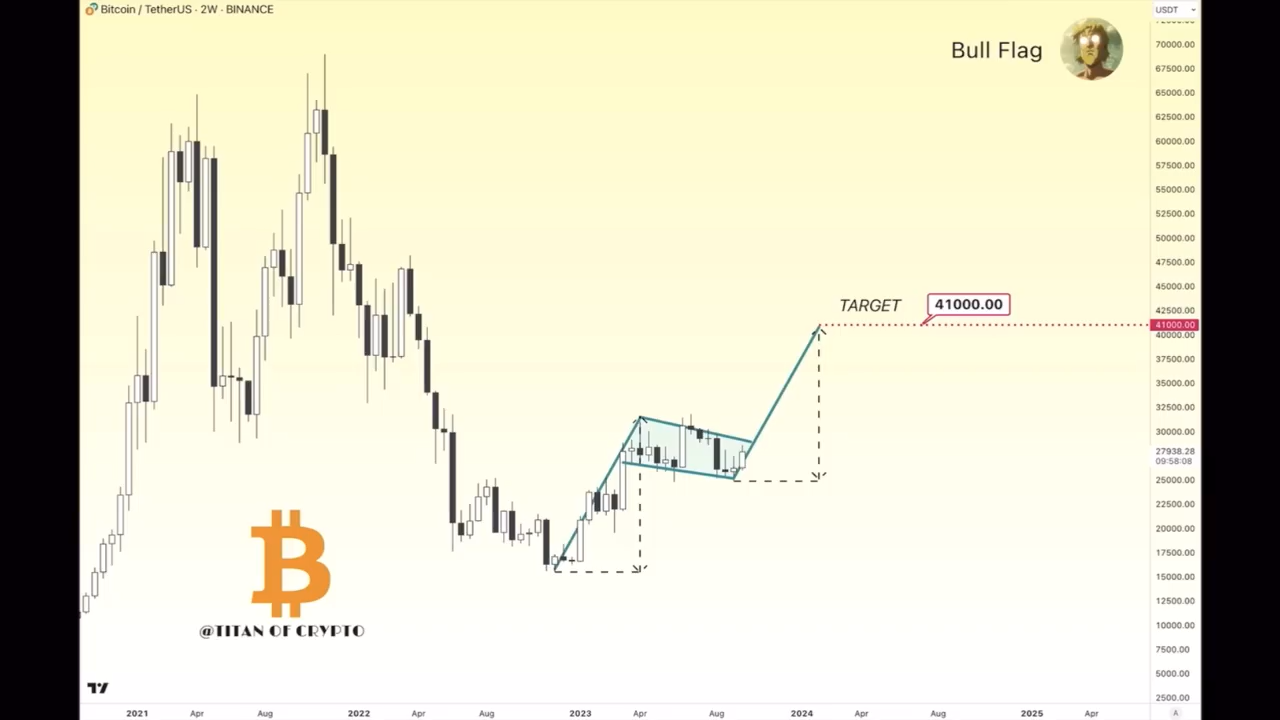 Bitcoin / TetherUS · 2W · BINANCE
USDT
Bull Flag
70000.00
67500.00
65000.00
62500.00
60000.00
57500.00
55000.00
52500.00
50000.00
47500.00
45000.00
42500.00
TARGET
41000.00
41000.00
40000.00
37500.00
35000.00
32500.00
30000.00
27938.28
09:58:08
25000.00
22500.00
20000.00
17500.00
15000.00
12500.00
10000.00
7500.00
5000.00
2500.00
@TITAN OF CRYPTO
2021
Apr
Aug
2022
Apr
Aug
2023
Apr
Aug
2024
Apr
Aug
2025
Apr
A